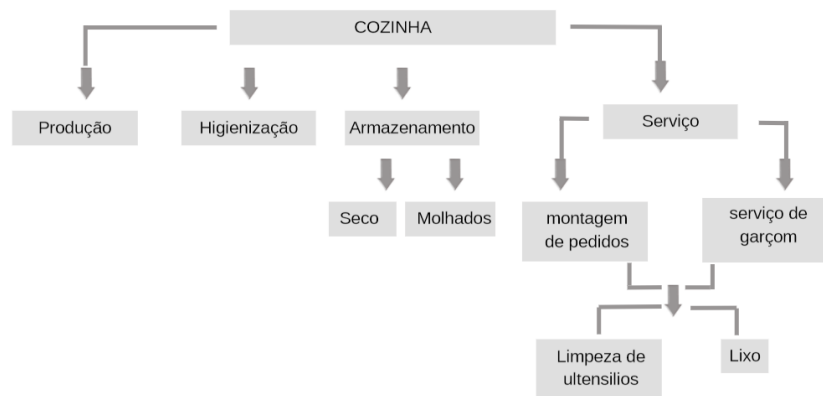 COZINHA
Produção
Higienização
Armazenamento
Serviço
Seco
Molhados
montagem
de pedidos
serviço de
garçom
Limpeza de
ultensilios
Lixo